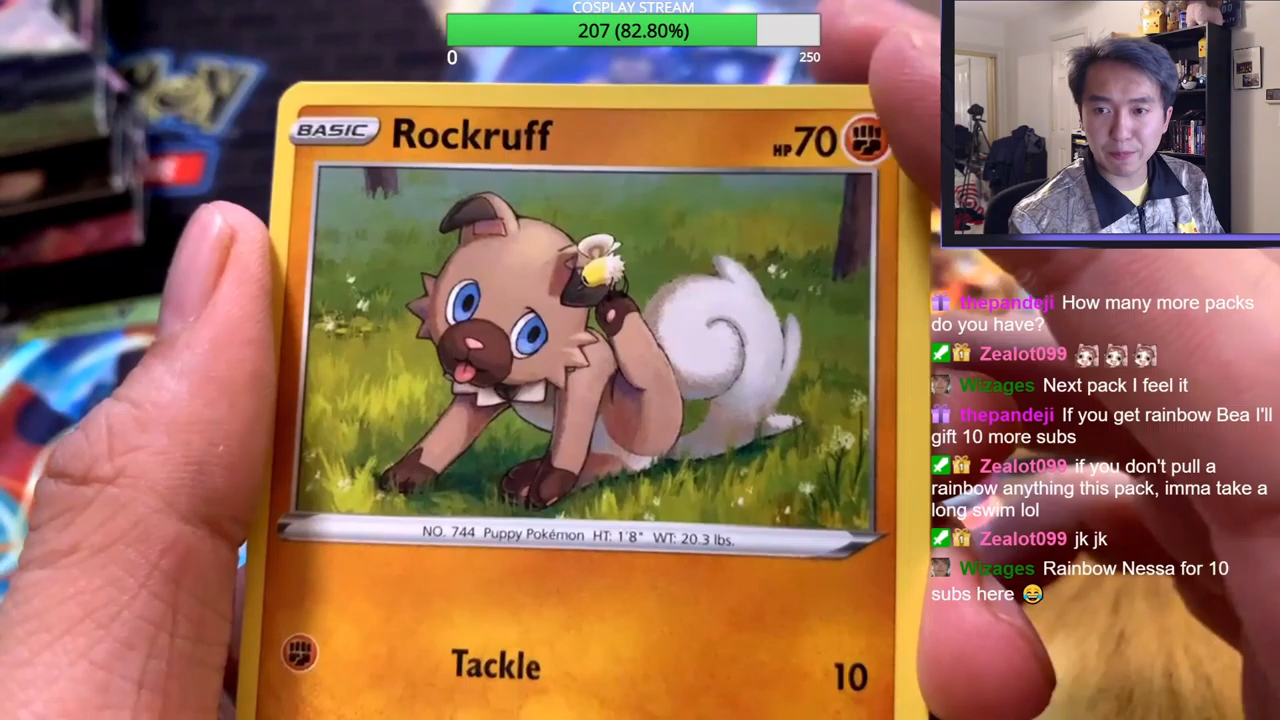 COSPLAY STREAM
207 (82.80%)
0
250
BASIC Rockruff HP 70
NO. 744 Puppy Pokémon HT: 1'8" WT: 20.3 lbs.
Tackle 10
thepandeji How many more packs
do you have?
Zealot099
Wizages Next pack I feel it
thepandeji If you get rainbow Bea I'll
gift 10 more subs
Zealot099 if you don't pull a
rainbow anything this pack, imma take a
long swim lol
Zealot099 jk jk
Wizages Rainbow Nessa for 10
subs here 😂